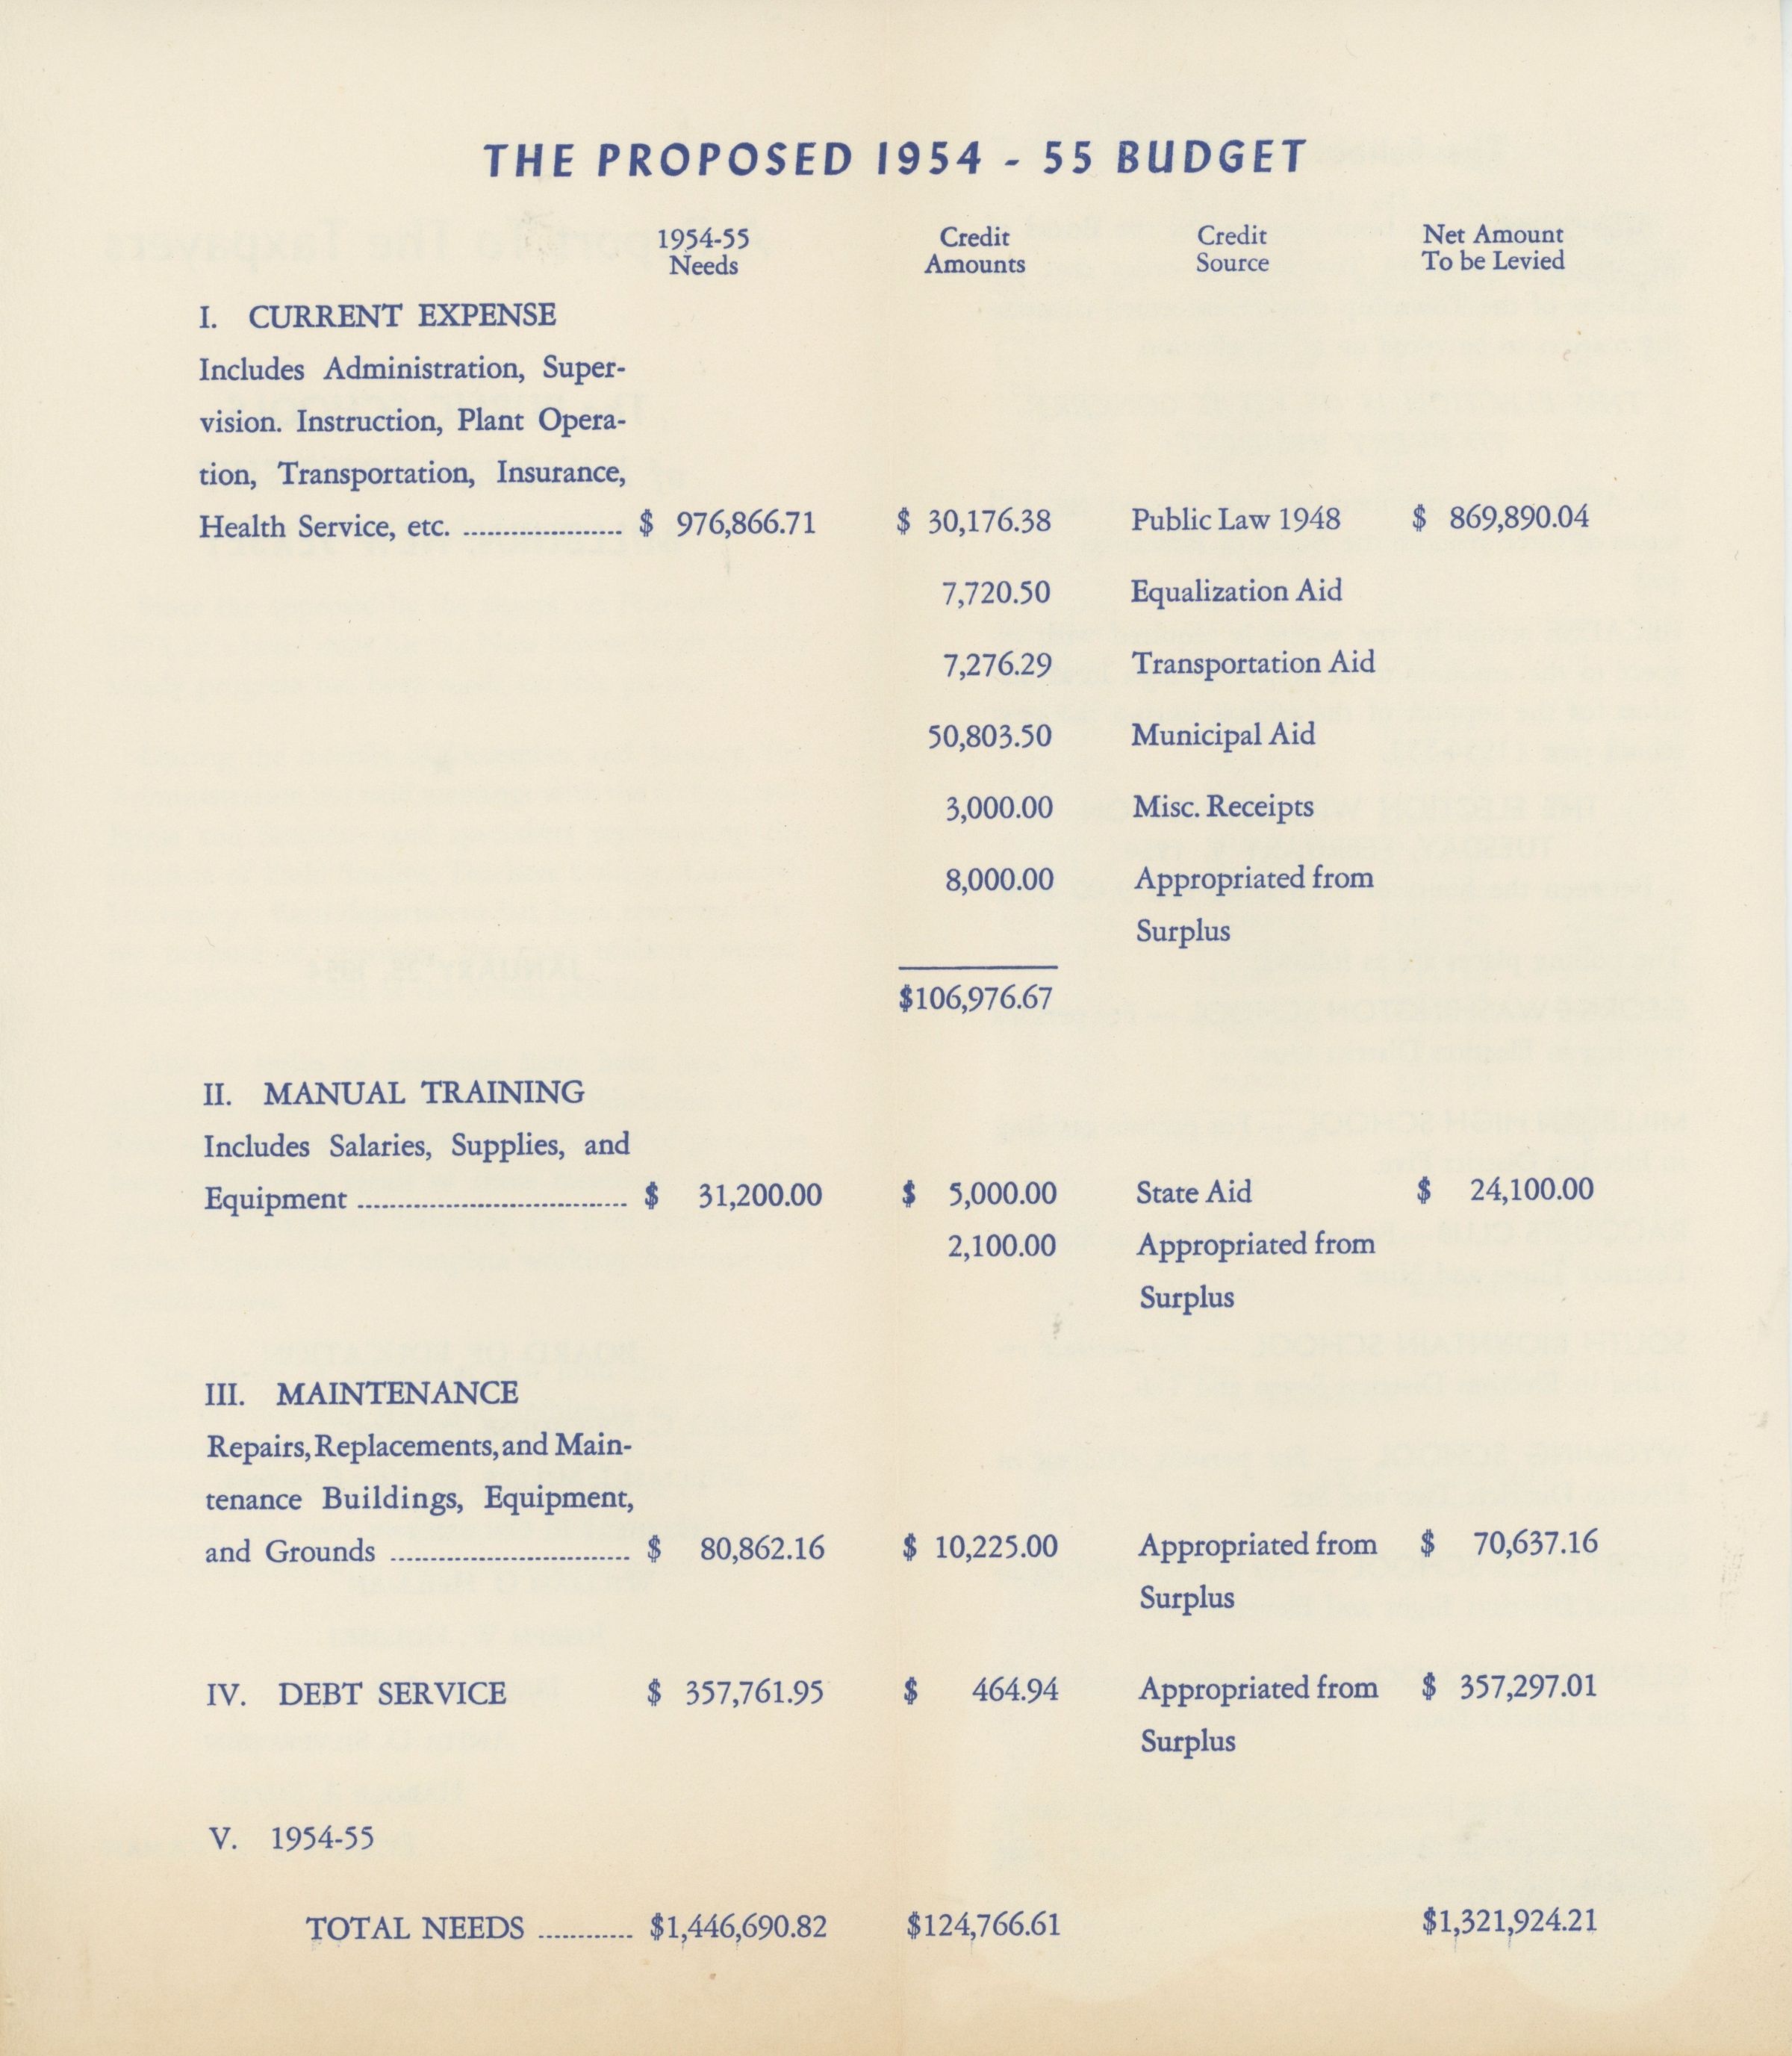 THE PROPOSED 1954 - 55 BUDGET
1954-55 Needs Credit Amounts Credit Source Net Amount To be Levied
I. CURRENT EXPENSE
Includes Administration, Super-
vision. Instruction, Plant Opera-
tion, Transportation, Insurance,
Health Service, etc. .................... $ 976,866.71 $ 30,176.38 Public Law 1948 $ 869,890.04
7,720.50 Equalization Aid
7,276.29 Transportation Aid
50,803.50 Municipal Aid
3,000.00 Misc. Receipts
8,000.00 Appropriated from
Surplus
$106,976.67
II. MANUAL TRAINING
Includes Salaries, Supplies, and
Equipment .................................. $ 31,200.00 $ 5,000.00 State Aid $ 24,100.00
2,100.00 Appropriated from
Surplus
III. MAINTENANCE
Repairs, Replacements, and Main-
tenance Buildings, Equipment,
and Grounds .............................. $ 80,862.16 $ 10,225.00 Appropriated from $ 70,637.16
Surplus
IV. DEBT SERVICE $ 357,761.95 $ 464.94 Appropriated from $ 357,297.01
Surplus
V. 1954-55
TOTAL NEEDS ............ $1,446,690.82 $124,766.61 $1,321,924.21